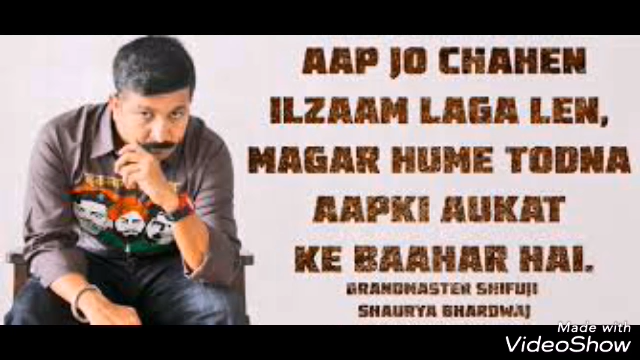 AAP JO CHAHEN
ILZAAM LAGA LEN,
MAGAR HUME TODNA
AAPKI AUKAT
KE BAAHAR HAI.
GRANDMASTER SHIFUJI
SHAURYA BHARDWAJ
Made with
VideoShow